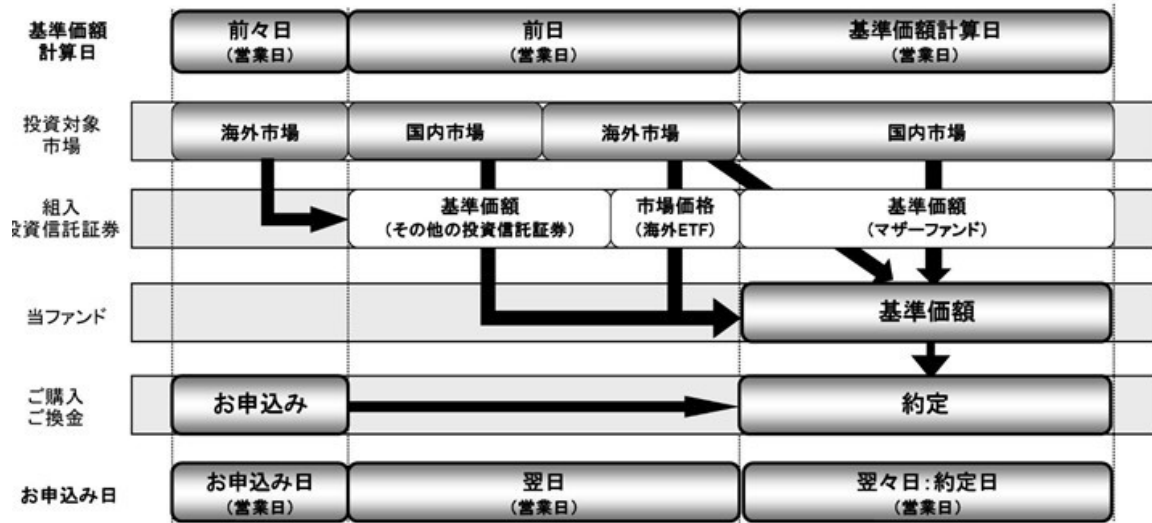 基準価額
計算日
前々日
（営業日）
前日
（営業日）
基準価額計算日
（営業日）
投資対象
市場
海外市場
国内市場
海外市場
国内市場
組入
投資信託証券
基準価額
（その他の投資信託証券）
市場価格
（海外ETF）
基準価額
（マザーファンド）
当ファンド
基準価額
ご購入
ご換金
お申込み
約定
お申込み日
お申込み日
（営業日）
翌日
（営業日）
翌々日：約定日
（営業日）